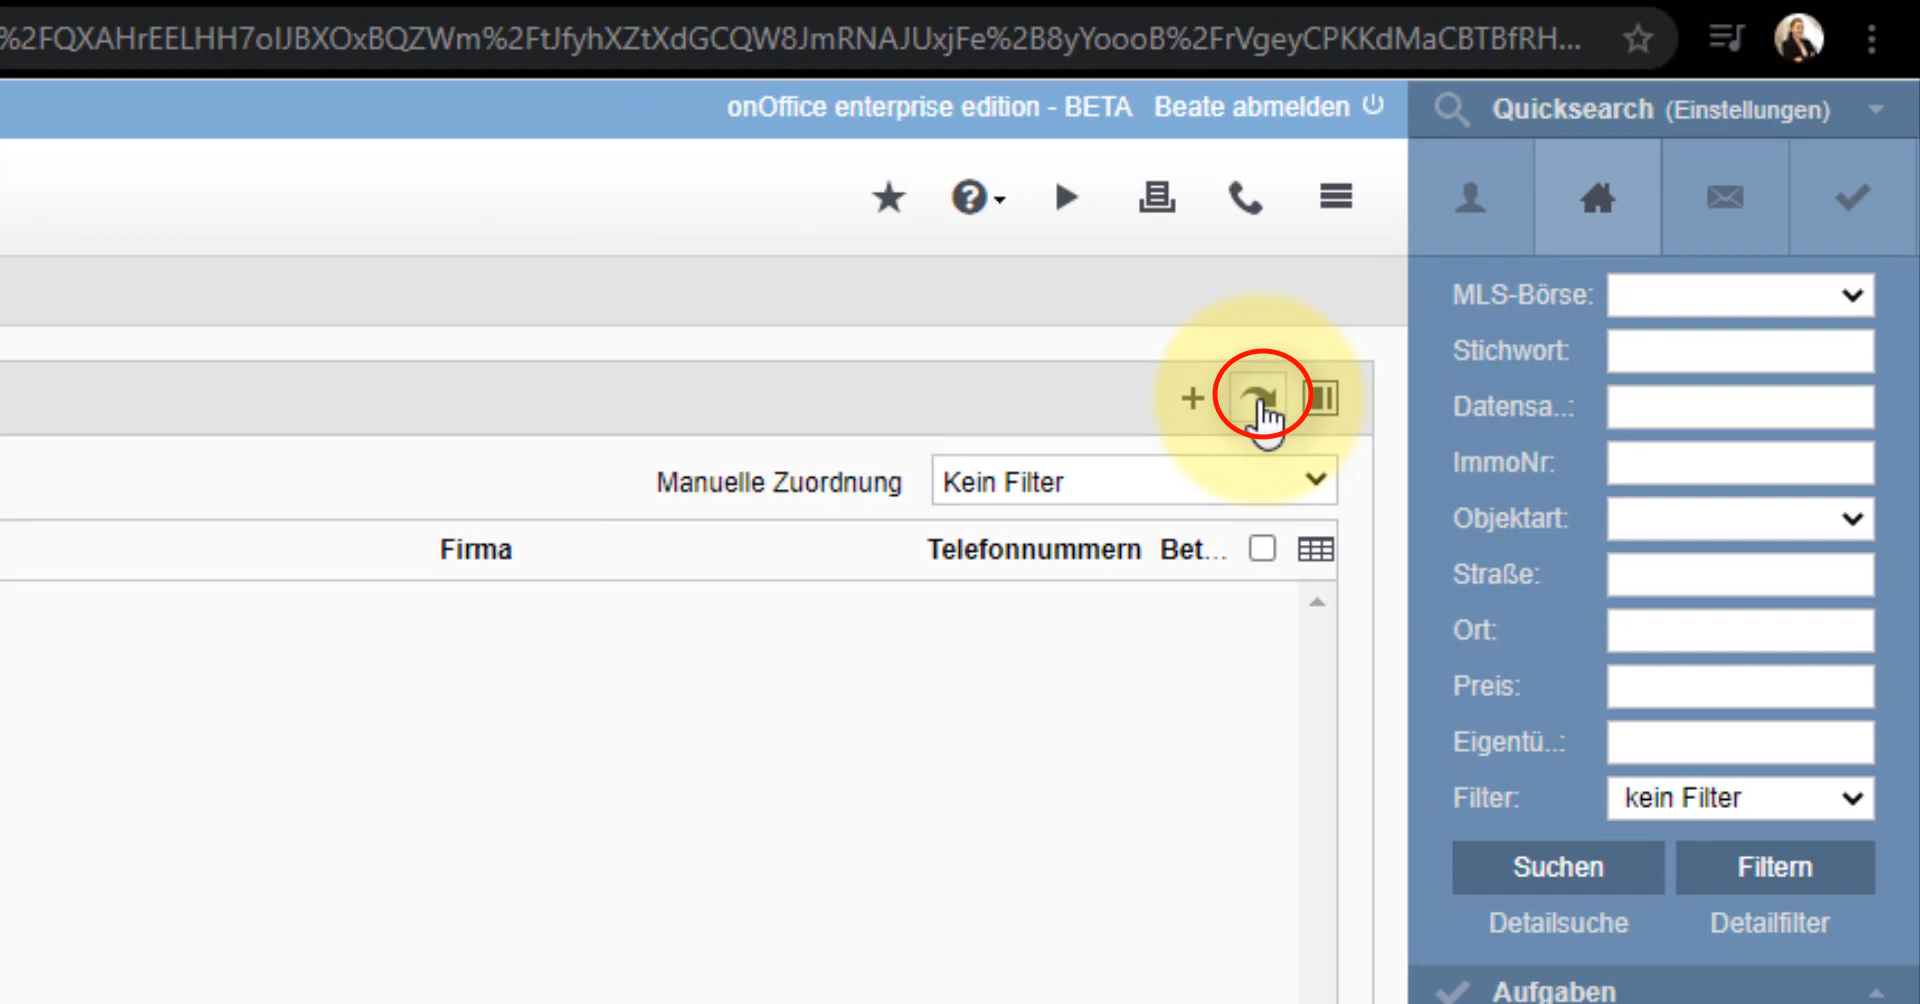 %2FQXAHrEELHH7oIJBXOxBQZWm%2FtJfyhXZtXdGCQW8JmRNAJUxjFe%2B8yYoooB%2FrVgeyCPKKdMaCBTBfRH...
onOffice enterprise edition - BETA Beate abmelden
Quicksearch (Einstellungen)
MLS-Börse:
Stichwort:
Datensa..:
Manuelle Zuordnung Kein Filter
ImmoNr:
Objektart:
Firma Telefonnummern Bet...
Straße:
Ort:
Preis:
Eigentü..:
Filter: kein Filter
Suchen Filtern
Detailsuche Detailfilter
Aufgaben